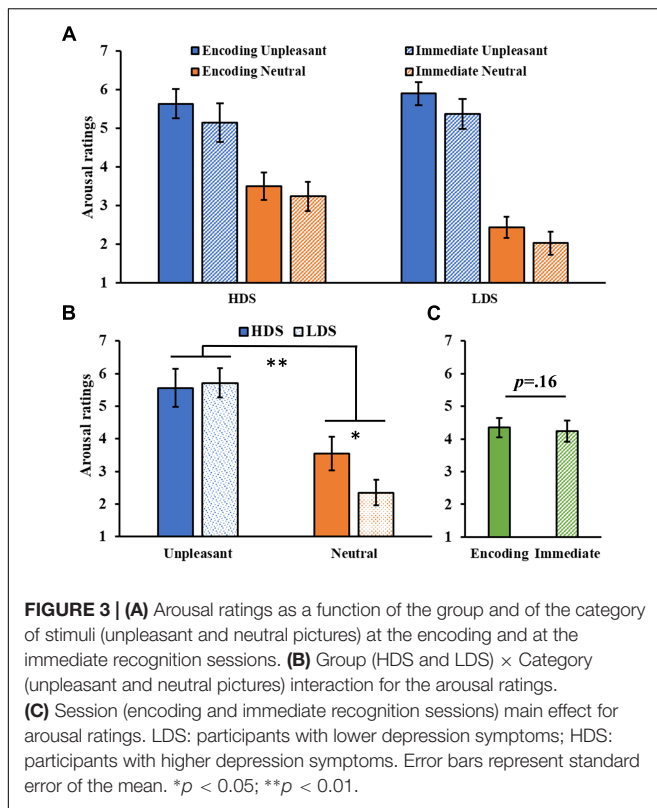 A
Encoding Unpleasant Immediate Unpleasant
Encoding Neutral Immediate Neutral
7
6
5
4
3
2
1
Arousal ratings
HDS LDS
B
HDS LDS
7
6
5
4
3
2
1
Arousal ratings
**
*
Unpleasant Neutral
C
7
6
5
4
3
2
1
p=.16
Encoding Immediate
FIGURE 3 | (A) Arousal ratings as a function of the group and of the category
of stimuli (unpleasant and neutral pictures) at the encoding and at the
immediate recognition sessions. (B) Group (HDS and LDS) × Category
(unpleasant and neutral pictures) interaction for the arousal ratings.
(C) Session (encoding and immediate recognition sessions) main effect for
arousal ratings. LDS: participants with lower depression symptoms; HDS:
participants with higher depression symptoms. Error bars represent standard
error of the mean. *p < 0.05; **p < 0.01.